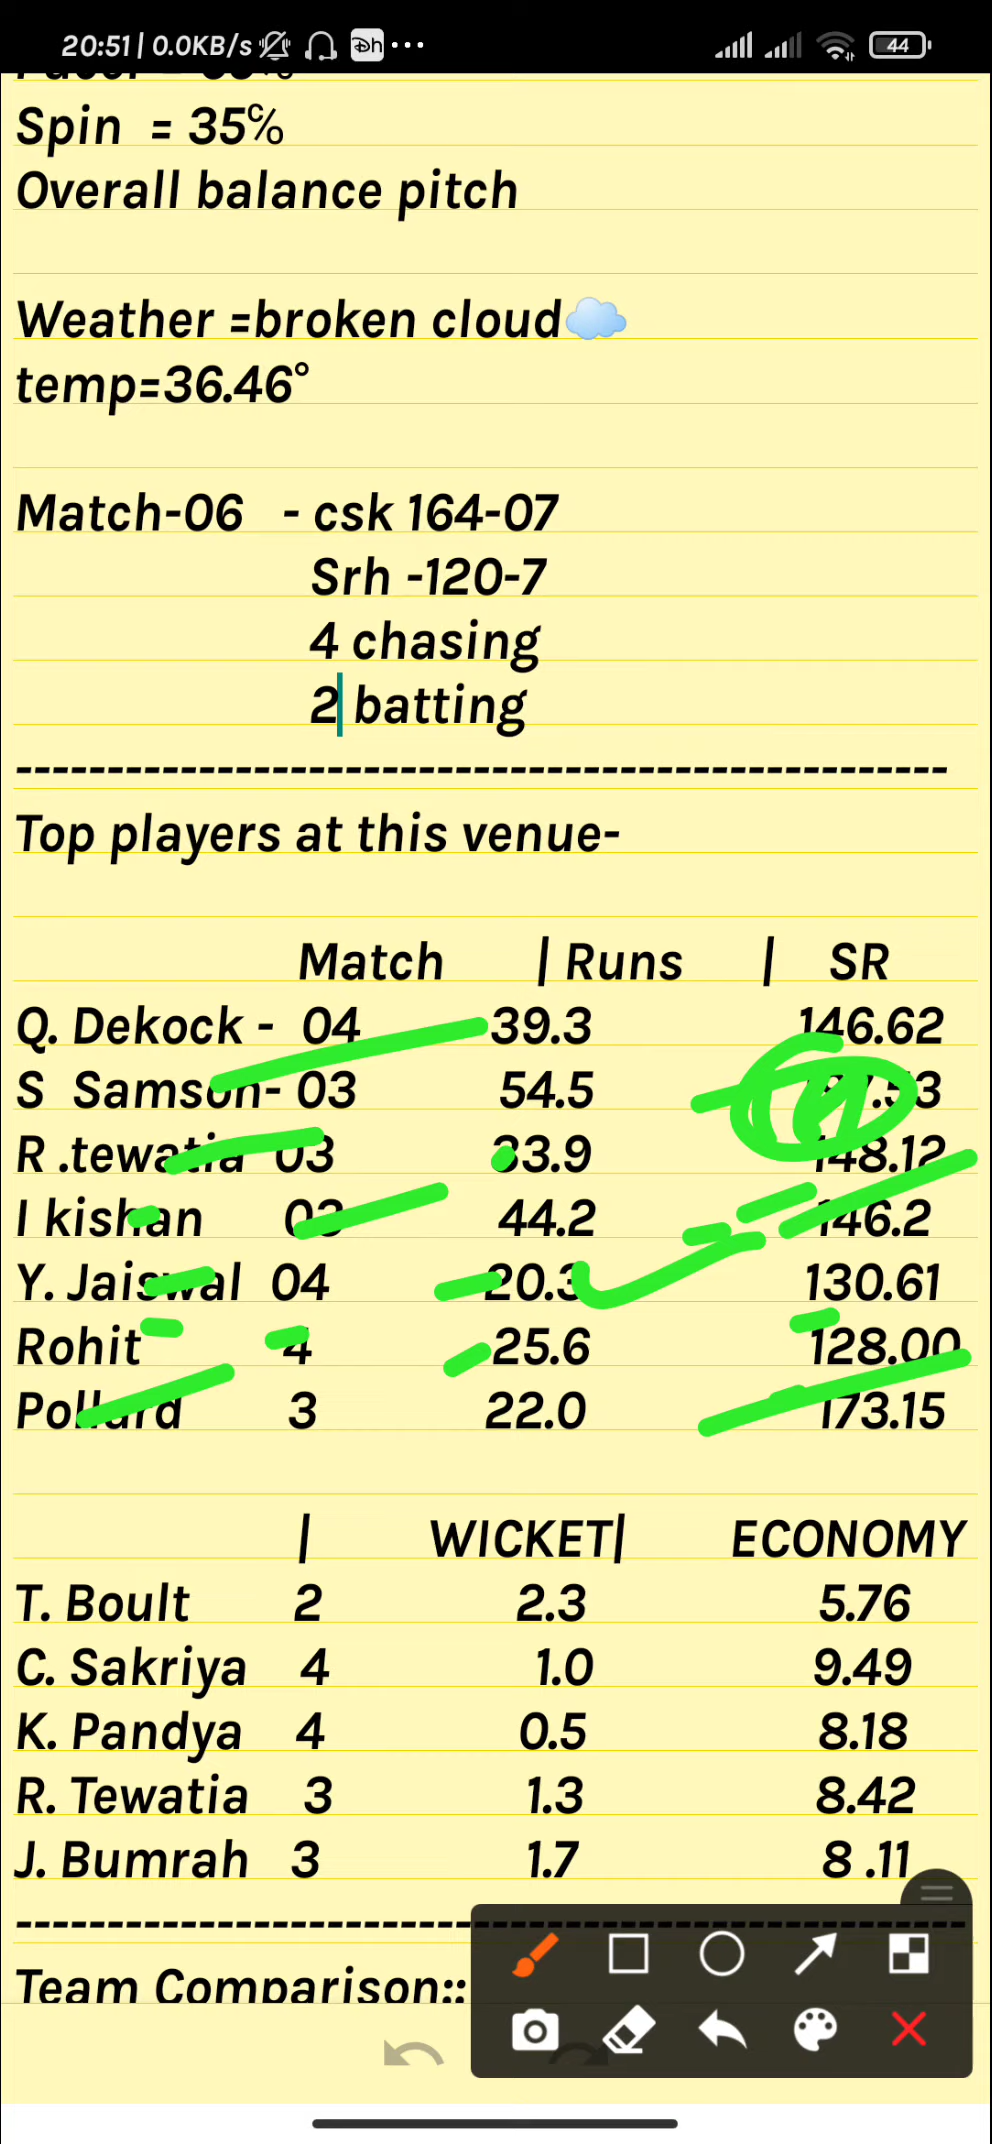 20:51 | 0.0KB/s Dh ••• 44
Spin = 35%
Overall balance pitch
Weather =broken cloud☁️
temp=36.46°
Match-06 - csk 164-07
Srh -120-7
4 chasing
2 batting
---------------------------------------------------
Top players at this venue-
Match | Runs | SR
Q. Dekock - 04 39.3 146.62
S Samson- 03 54.5
R .tewatia 03 33.9 148.12
I kishan 03 44.2 146.2
Y. Jaiswal 04 20.3 130.61
Rohit 4 25.6 128.00
Pollard 3 22.0 173.15
| WICKET| ECONOMY
T. Boult 2 2.3 5.76
C. Sakriya 4 1.0 9.49
K. Pandya 4 0.5 8.18
R. Tewatia 3 1.3 8.42
J. Bumrah 3 1.7 8 .11
---------------------------------------------------
Team Comparison::